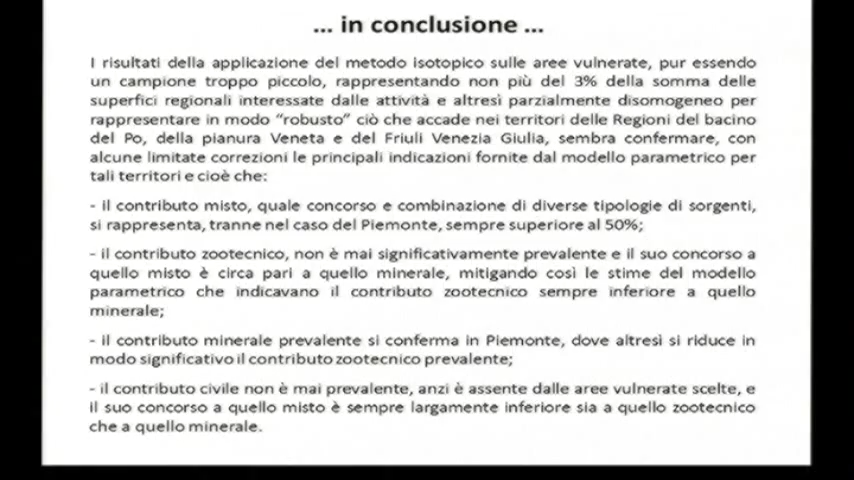 ... in conclusione ...
I risultati della applicazione del metodo isotopico sulle aree vulnerate, pur essendo
un campione troppo piccolo, rappresentando non più del 3% della somma delle
superfici regionali interessate dalle attività e altresì parzialmente disomogeneo per
rappresentare in modo “robusto” ciò che accade nei territori delle Regioni del bacino
del Po, della pianura Veneta e del Friuli Venezia Giulia, sembra confermare, con
alcune limitate correzioni le principali indicazioni fornite dal modello parametrico per
tali territori e cioè che:
- il contributo misto, quale concorso e combinazione di diverse tipologie di sorgenti,
si rappresenta, tranne nel caso del Piemonte, sempre superiore al 50%;
- il contributo zootecnico, non è mai significativamente prevalente e il suo concorso a
quello misto è circa pari a quello minerale, mitigando così le stime del modello
parametrico che indicavano il contributo zootecnico sempre inferiore a quello
minerale;
- il contributo minerale prevalente si conferma in Piemonte, dove altresì si riduce in
modo significativo il contributo zootecnico prevalente;
- il contributo civile non è mai prevalente, anzi è assente dalle aree vulnerate scelte, e
il suo concorso a quello misto è sempre largamente inferiore sia a quello zootecnico
che a quello minerale.